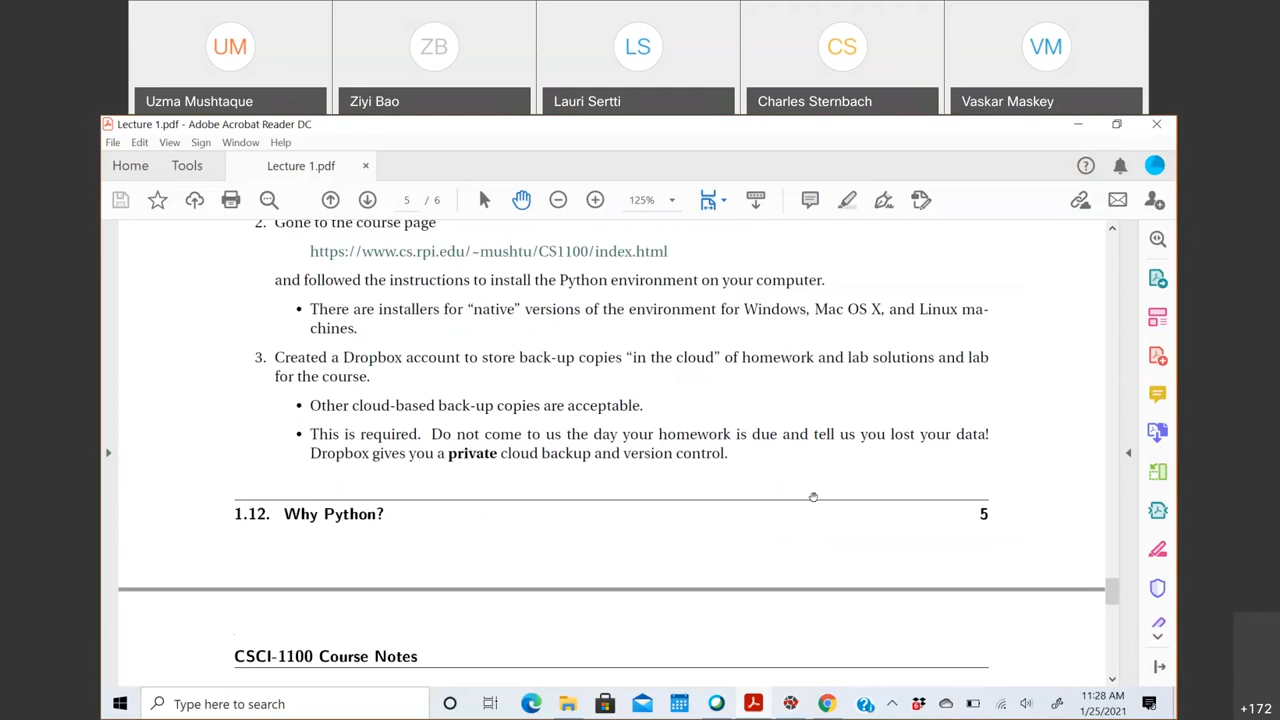 UM
ZB
LS
CS
VM
Uzma Mushtaque
Ziyi Bao
Lauri Sertti
Charles Sternbach
Vaskar Maskey
Lecture 1.pdf - Adobe Acrobat Reader DC
File Edit View Sign Window Help
Home Tools Lecture 1.pdf
5 / 6 125%
2. Gone to the course page
https://www.cs.rpi.edu/~mushtu/CS1100/index.html
and followed the instructions to install the Python environment on your computer.
• There are installers for “native” versions of the environment for Windows, Mac OS X, and Linux ma-
chines.
3. Created a Dropbox account to store back-up copies “in the cloud” of homework and lab solutions and lab
for the course.
• Other cloud-based back-up copies are acceptable.
• This is required. Do not come to us the day your homework is due and tell us you lost your data!
Dropbox gives you a private cloud backup and version control.
1.12. Why Python? 5
CSCI-1100 Course Notes
Type here to search
11:28 AM
1/25/2021
+172